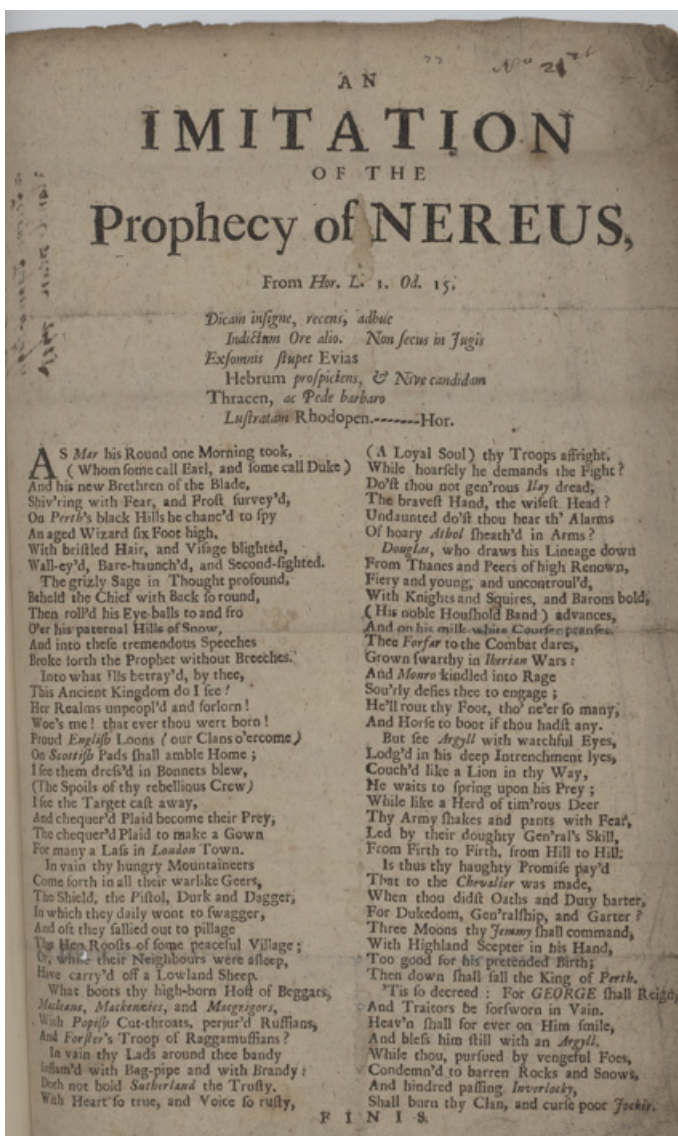 No 21
AN
IMITATION
OF THE
Prophecy of NEREUS,
From Hor. L. 1. Od. 15.
Dicam inſigne, recens, adhuc
Indictum Ore alio. Non ſecus in Jugis
Exſomnis ſtupet Evias
Hebrum proſpiciens, & Nive candidam
Thracen, ac Pede barbaro
Luſtratam Rhodopen.-------Hor.
AS Mar his Round one Morning took,
(Whom ſome call Earl, and ſome call Duke)
And his new Brethren of the Blade,
Shiv'ring with Fear, and Froſt ſurvey'd,
On Perth's black Hills he chanc'd to ſpy
An aged Wizard ſix Foot high,
With briſtled Hair, and Viſage blighted,
Wall-ey'd, Bare-haunch'd, and Second-ſighted.
The grizly Sage in Thought profound,
Beheld the Chief with Back ſo round,
Then roll'd his Eye-balls to and fro
O'er his paternal Hills of Snow,
And into theſe tremendous Speeches
Broke forth the Prophet without Breeches.
Into what Ills betray'd, by thee,
This Ancient Kingdom do I ſee!
Her Realms unpeopl'd and forlorn!
Woe's me! that ever thou wert born!
Proud Engliſh Loons (our Clans o'ercome)
On Scottiſh Pads ſhall amble Home;
I ſee them dreſs'd in Bonnets blew,
(The Spoils of thy rebellious Crew)
I ſee the Target caſt away,
And chequer'd Plaid become their Prey,
The chequer'd Plaid to make a Gown
For many a Laſs in London Town.
In vain thy hungry Mountaineers
Come forth in all their warlike Geers,
The Shield, the Piſtol, Durk and Dagger,
In which they daily wont to ſwagger,
And oft they ſallied out to pillage
The Hen Rooſts of ſome peaceful Village;
Or, while their Neighbours were aſleep,
Have carry'd off a Lowland Sheep.
What boots thy high-born Hoſt of Beggars,
Macleans, Mackenzies, and Macgrigors,
With Popiſh Cut-throats, perjur'd Ruffians,
And Forſter's Troop of Raggamuffians?
In vain thy Lads around thee bandy
Inflam'd with Bag-pipe and with Brandy:
Doth not bold Sutherland the Truſty.
With Heart ſo true, and Voice ſo ruſty,
(A Loyal Soul) thy Troops affright,
While hoarſely he demands the Fight?
Do'ſt thou not gen'rous Ilay dread,
The braveſt Hand, the wiſeſt Head?
Undaunted do'ſt thou hear th' Alarms
Of hoary Athol ſheath'd in Arms?
Douglas, who draws his Lineage down
From Thanes and Peers of high Renown,
Fiery and young, and uncontroul'd,
With Knights and Squires, and Barons bold,
(His noble Houſhold Band) advances,
And on his milk white Courſer pranſes.
Thee Forfar to the Combat dares,
Grown ſwarthy in Iberian Wars:
And Monro kindled into Rage
Sou'rly defies thee to engage;
He'll rout thy Foot, tho' ne'er ſo many,
And Horſe to boot if thou hadſt any.
But ſee Argyll with watchful Eyes,
Lodg'd in his deep Intrenchment lyes,
Couch'd like a Lion in thy Way,
He waits to ſpring upon his Prey;
While like a Herd of tim'rous Deer
Thy Army ſhakes and pants with Fear,
Led by their doughty Gen'ral's Skill,
From Firth to Firth, from Hill to Hill.
Is thus thy haughty Promiſe pay'd
That to the Chevalier was made,
When thou didſt Oaths and Duty barter,
For Dukedom, Gen'ralſhip, and Garter?
Three Moons thy Jemmy ſhall command,
With Highland Scepter in his Hand,
Too good for his pretended Birth;
Then down ſhall fall the King of Perth.
'Tis ſo decreed: For GEORGE ſhall Reign,
And Traitors be forſworn in Vain.
Heav'n ſhall for ever on Him ſmile,
And bleſs him ſtill with an Argyll.
While thou, purſued by vengeful Foes,
Condemn'd to barren Rocks and Snows,
And hindred paſſing Inverlocky,
Shall burn thy Clan, and curſe poor Jockie.
FINIS.